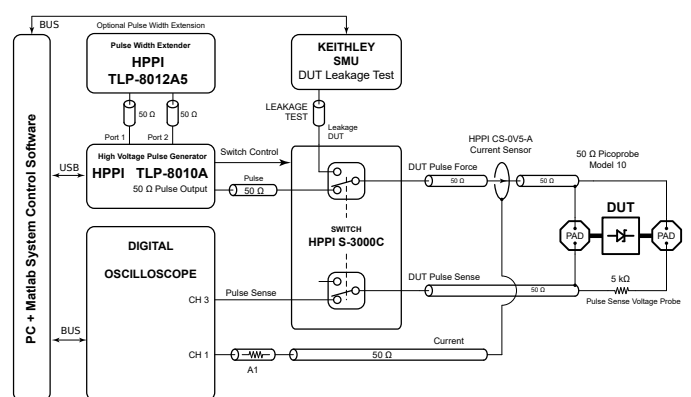 BUS
Optional Pulse Width Extension
Pulse Width Extender
HPPI
TLP-8012A5
50 Ω
50 Ω
Port 1
Port 2
KEITHLEY
SMU
DUT Leakage Test
LEAKAGE
TEST
Leakage
DUT
PC + Matlab System Control Software
USB
High Voltage Pulse Generator
HPPI TLP-8010A
50 Ω Pulse Output
Switch Control
Pulse
50 Ω
SWITCH
HPPI S-3000C
DUT Pulse Force
50 Ω
HPPI CS-0V5-A
Current Sensor
50 Ω
50 Ω Picoprobe
Model 10
DUT
PAD
PAD
DIGITAL
OSCILLOSCOPE
CH 3
Pulse Sense
DUT Pulse Sense
50 Ω
5 kΩ
Pulse Sense Voltage Probe
BUS
CH 1
A1
50 Ω
Current